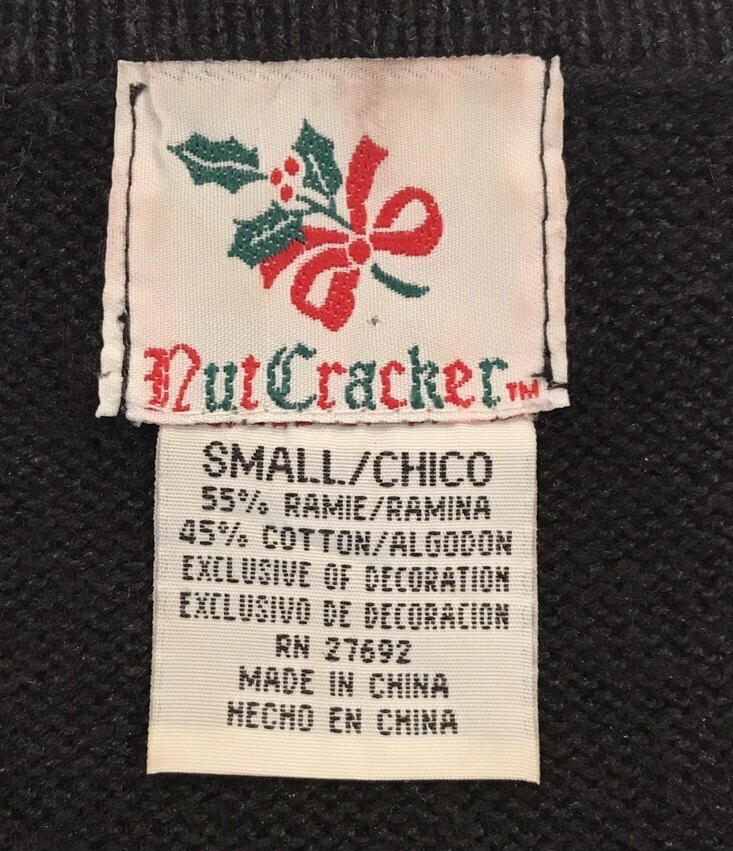 NutCracker™
SMALL/CHICO
55% RAMIE/RAMINA
45% COTTON/ALGODON
EXCLUSIVE OF DECORATION
EXCLUSIVO DE DECORACION
RN 27692
MADE IN CHINA
HECHO EN CHINA